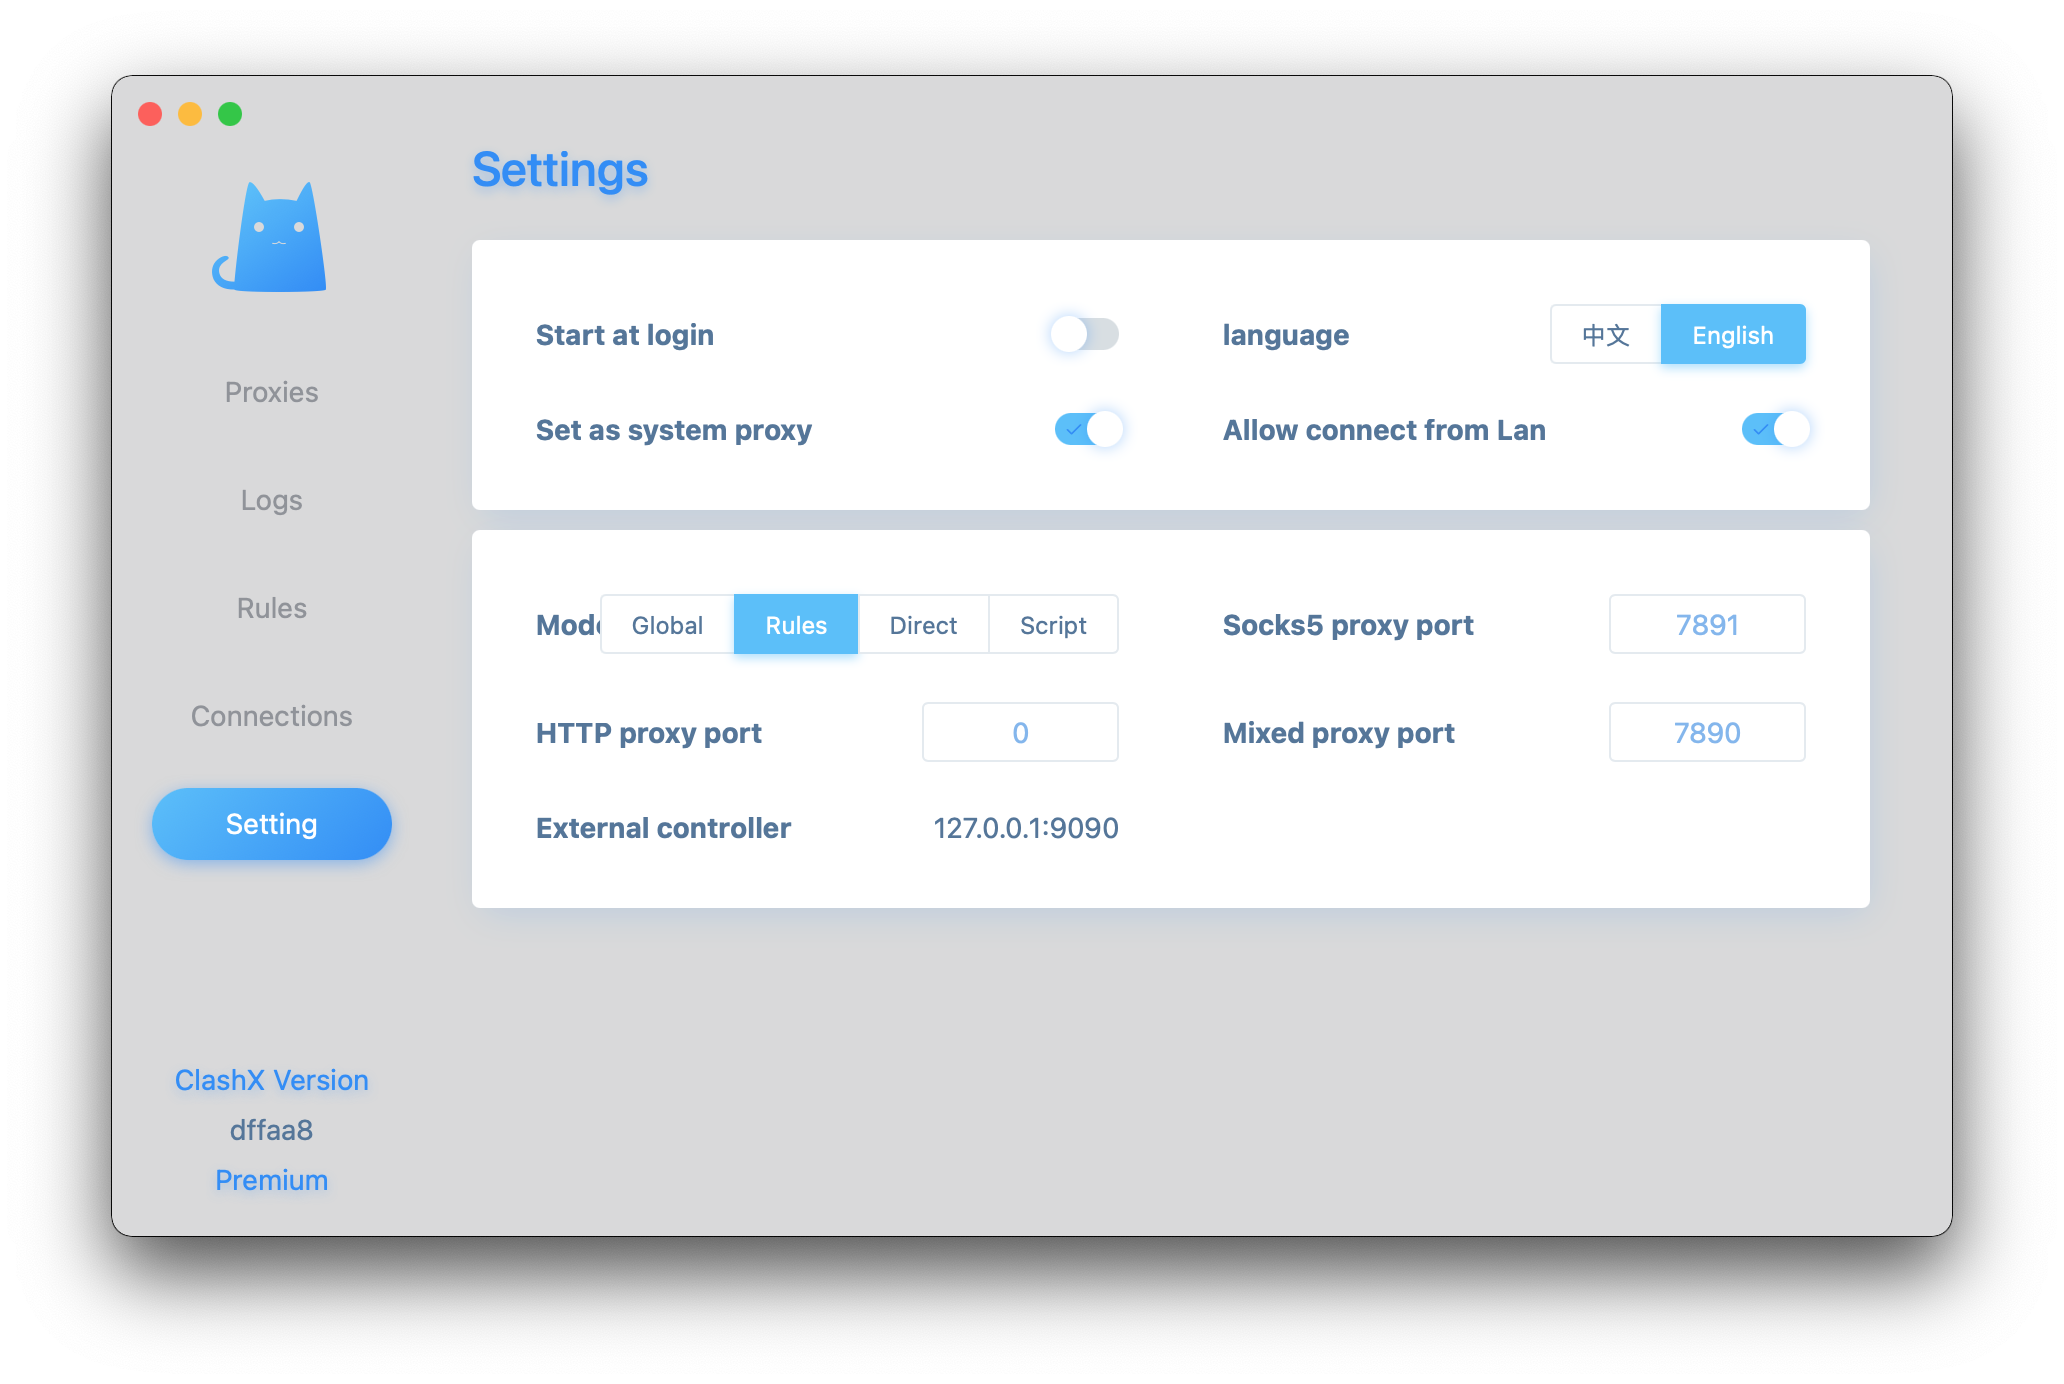 Settings
Start at login
language
中文
English
Set as system proxy
Allow connect from Lan
Proxies
Logs
Rules
Connections
Setting
Global
Rules
Direct
Script
Socks5 proxy port
7891
HTTP proxy port
0
Mixed proxy port
7890
External controller
127.0.0.1:9090
ClashX Version
dffaa8
Premium